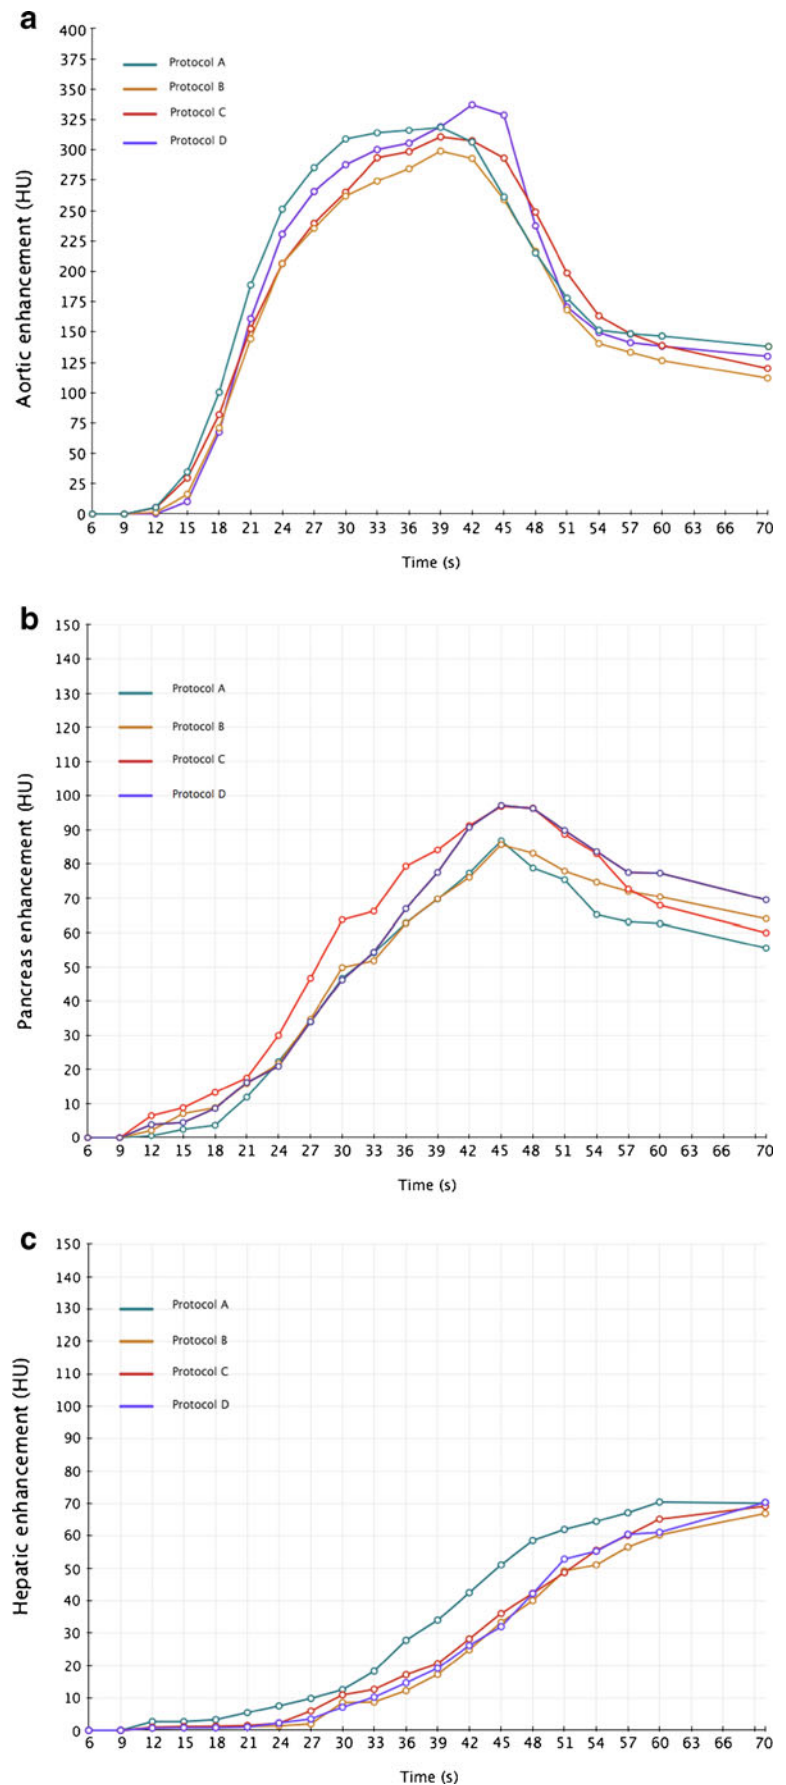 a
400
375
350
325
300
275
250
225
200
175
150
125
100
75
50
25
0
Aortic enhancement (HU)
Protocol A
Protocol B
Protocol C
Protocol D
6 9 12 15 18 21 24 27 30 33 36 39 42 45 48 51 54 57 60 63 66 70
Time (s)
b
150
140
130
120
110
100
90
80
70
60
50
40
30
20
10
0
Pancreas enhancement (HU)
Protocol A
Protocol B
Protocol C
Protocol D
6 9 12 15 18 21 24 27 30 33 36 39 42 45 48 51 54 57 60 63 66 70
Time (s)
c
150
140
130
120
110
100
90
80
70
60
50
40
30
20
10
0
Hepatic enhancement (HU)
Protocol A
Protocol B
Protocol C
Protocol D
6 9 12 15 18 21 24 27 30 33 36 39 42 45 48 51 54 57 60 63 66 70
Time (s)